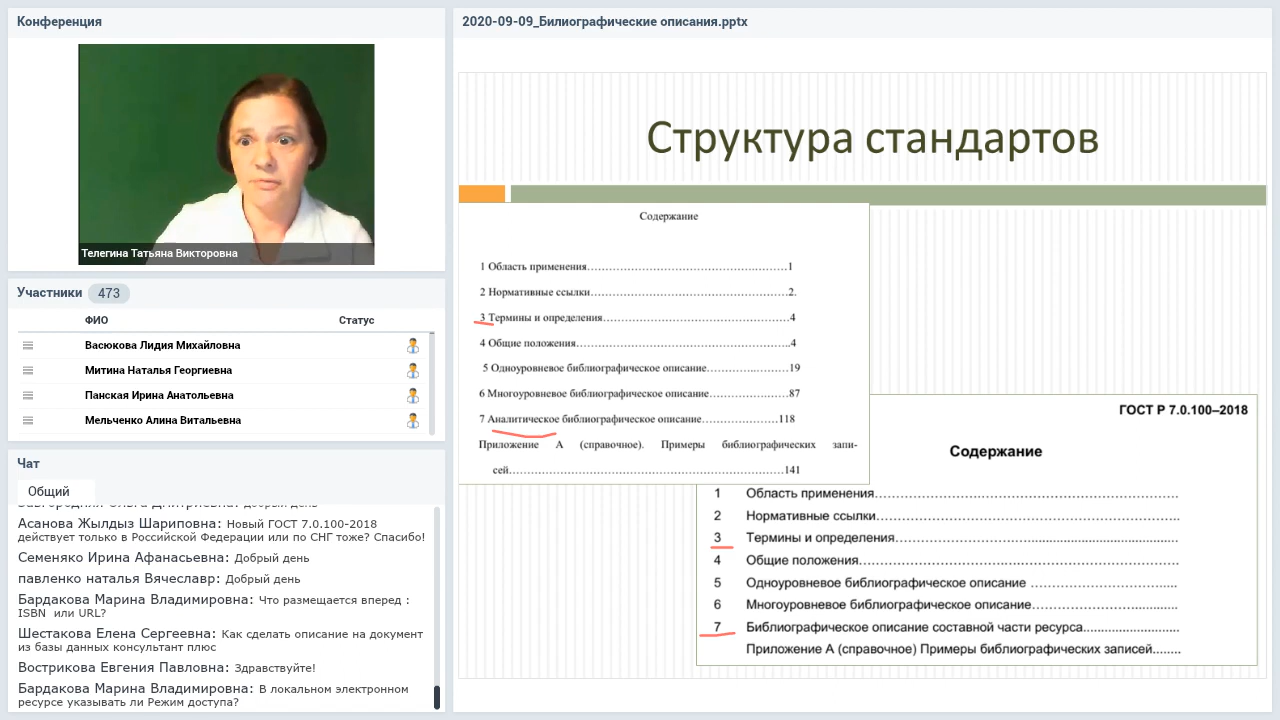 Конференция
Телегина Татьяна Викторовна
Участники 473
ФИО Статус
Васюкова Лидия Михайловна
Митина Наталья Георгиевна
Панская Ирина Анатольевна
Мельченко Алина Витальевна
Чат
Общий
Асанова Жылдыз Шариповна: Новый ГОСТ 7.0.100-2018
действует только в Российской Федерации или по СНГ тоже? Спасибо!
Семеняко Ирина Афанасьевна: Добрый день
павленко наталья Вячеславр: Добрый день
Бардакова Марина Владимировна: Что размещается вперед :
ISBN или URL?
Шестакова Елена Сергеевна: Как сделать описание на документ
из базы данных консультант плюс
Вострикова Евгения Павловна: Здравствуйте!
Бардакова Марина Владимировна: В локальном электронном
ресурсе указывать ли Режим доступа?
2020-09-09_Билиографические описания.pptx
Структура стандартов
Содержание
1 Область применения……………………………………………1
2 Нормативные ссылки……………………………………………2.
3 Термины и определения…………………………………………4
4 Общие положения………………………………………………..4
5 Одноуровневое библиографическое описание…………………19
6 Многоуровневое библиографическое описание…………………87
7 Аналитическое библиографическое описание…………………118
Приложение А (справочное). Примеры библиографических запи-
сей……………………………………………………………141
ГОСТ Р 7.0.100–2018
Содержание
1 Область применения……………………………………………………….
2 Нормативные ссылки……………………………………………………..
3 Термины и определения…………………………......................................
4 Общие положения………………………………………………………….
5 Одноуровневое библиографическое описание …………………………....
6 Многоуровневое библиографическое описание………………...............
7 Библиографическое описание составной части ресурса..........................
Приложение А (справочное) Примеры библиографических записей........